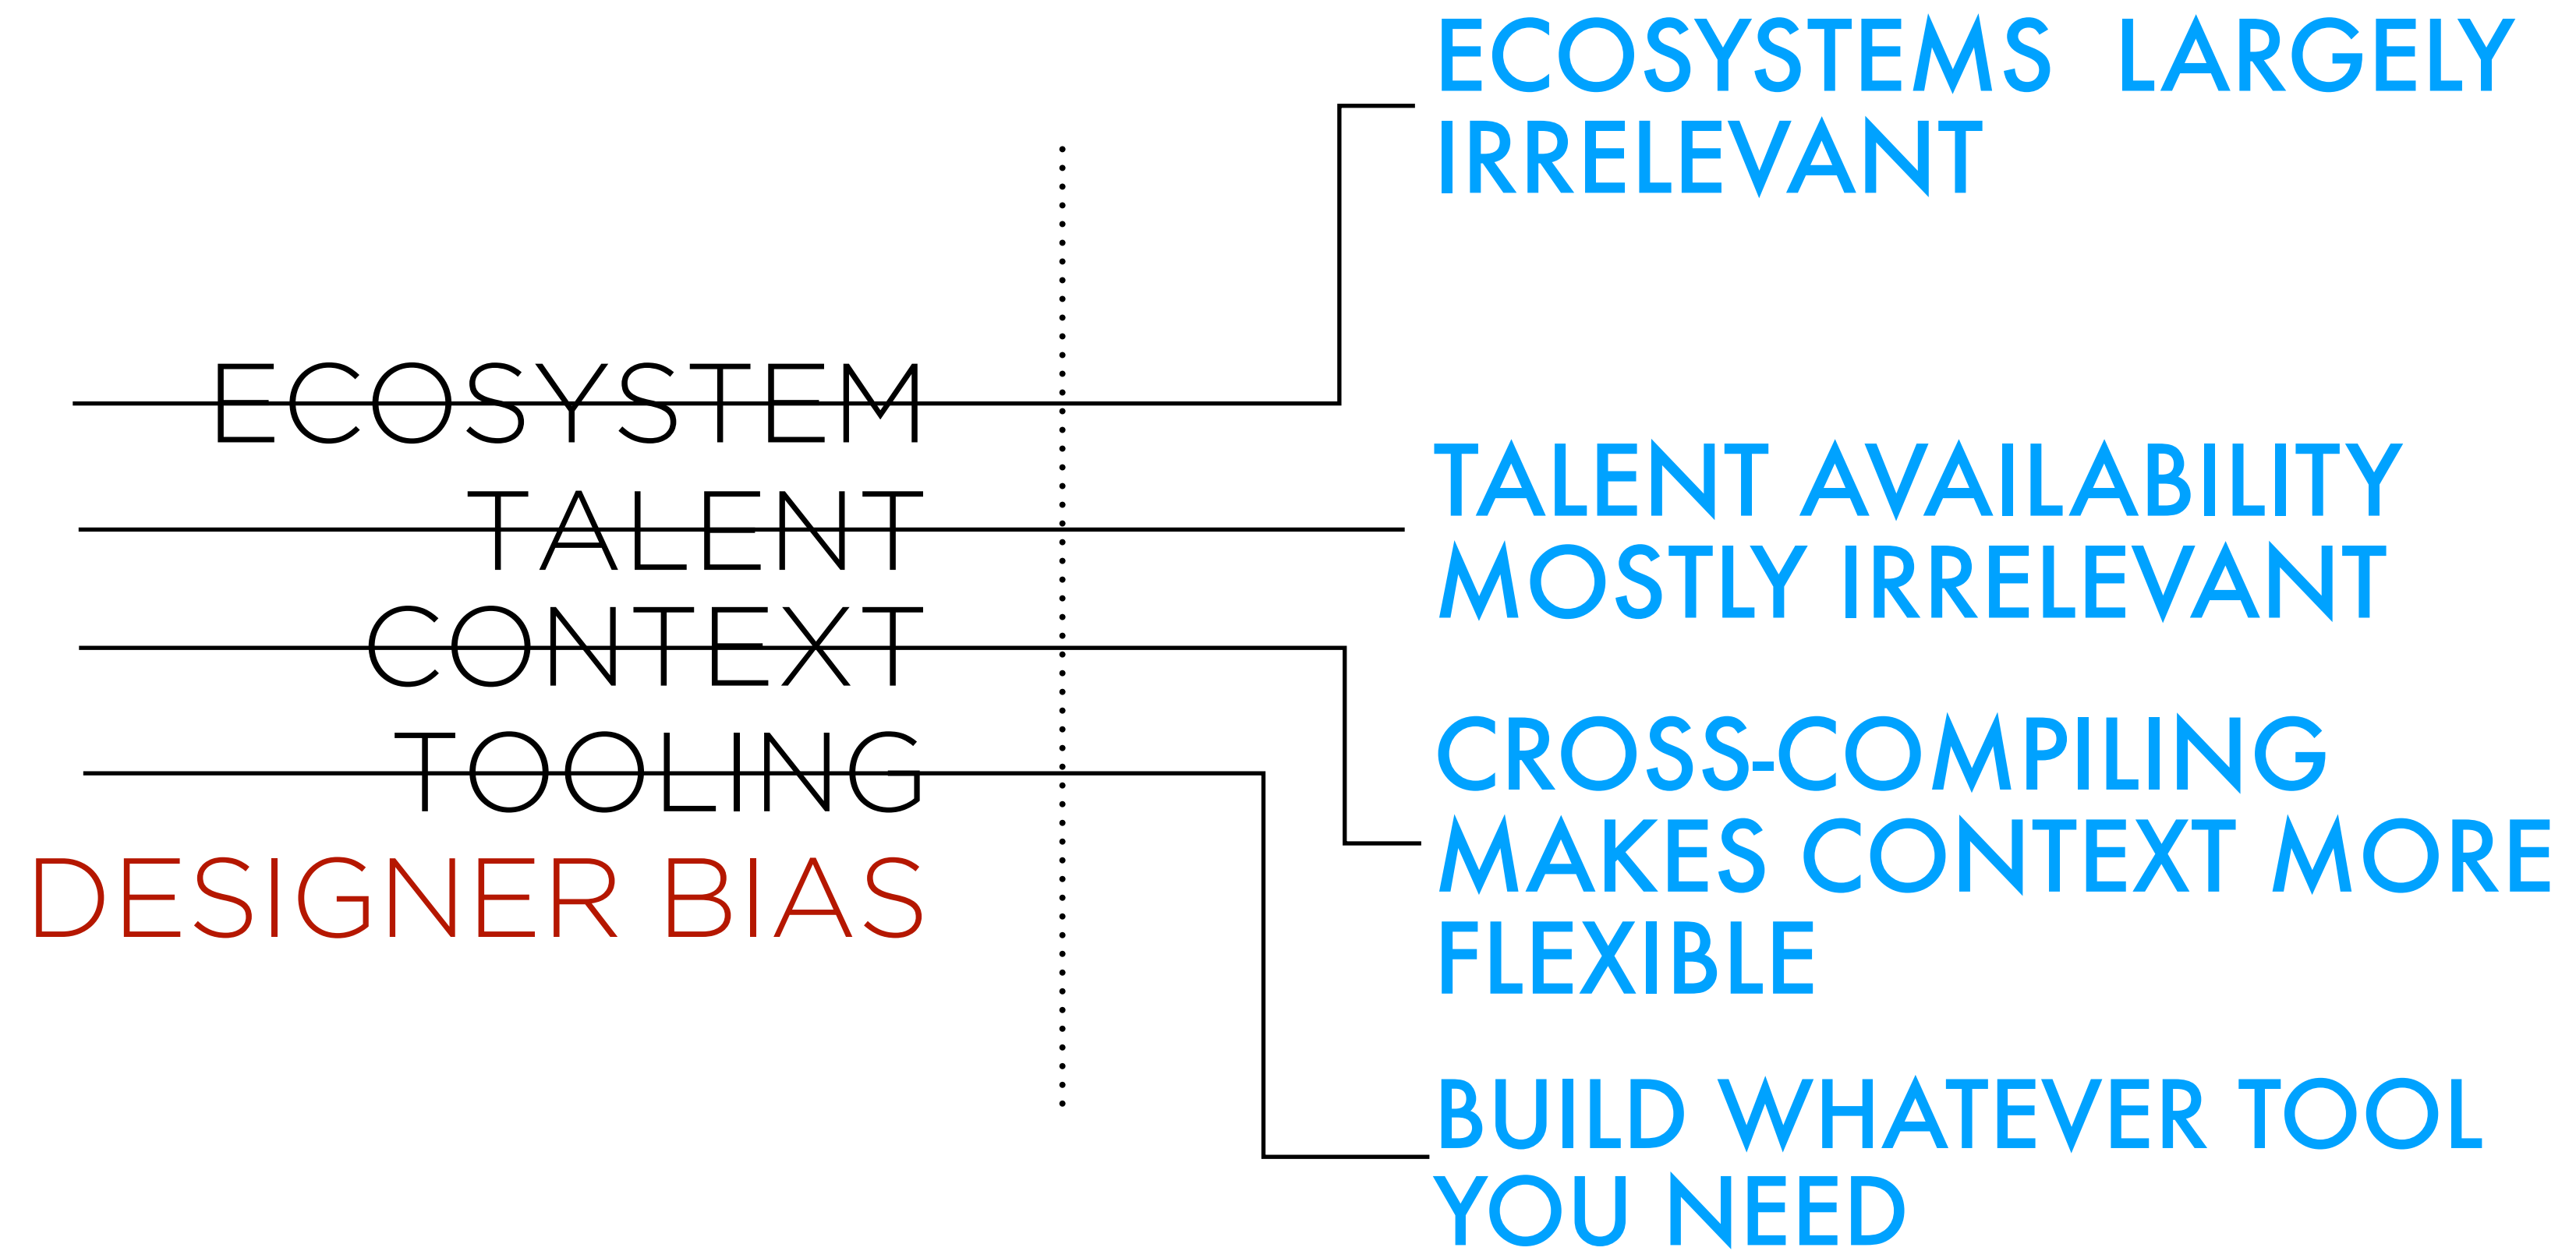 ECOSYSTEM
TALENT
CONTEXT
TOOLING
DESIGNER BIAS
ECOSYSTEMS LARGELY
IRRELEVANT
TALENT AVAILABILITY
MOSTLY IRRELEVANT
CROSS-COMPILING
MAKES CONTEXT MORE
FLEXIBLE
BUILD WHATEVER TOOL
YOU NEED